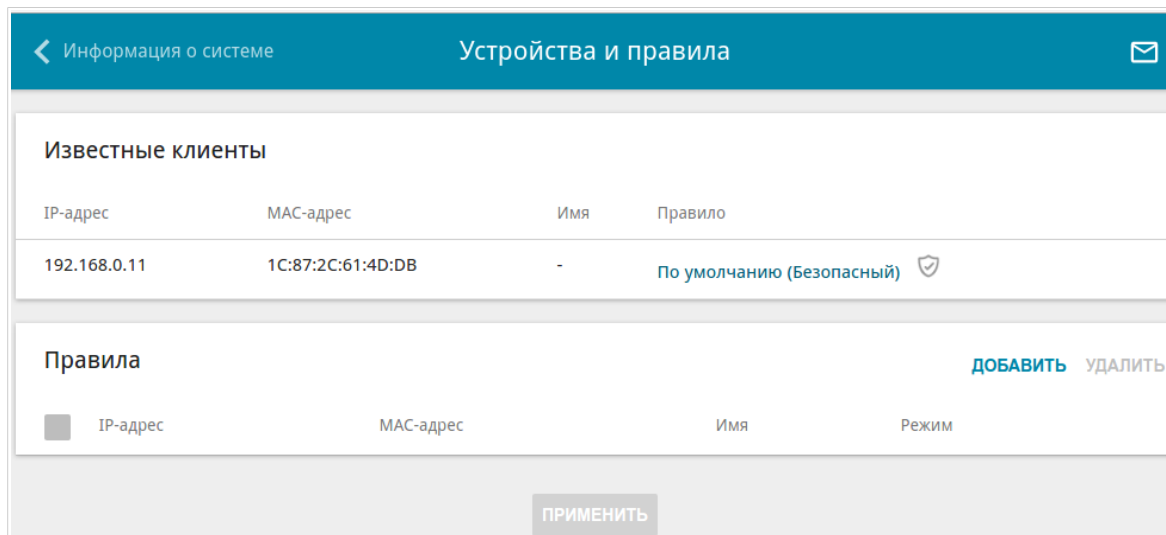 Информация о системе Устройства и правила
Известные клиенты
IP-адрес MAC-адрес Имя Правило
192.168.0.11 1C:87:2C:61:4D:DB - По умолчанию (Безопасный)
Правила ДОБАВИТЬ УДАЛИТЬ
IP-адрес MAC-адрес Имя Режим
ПРИМЕНИТЬ